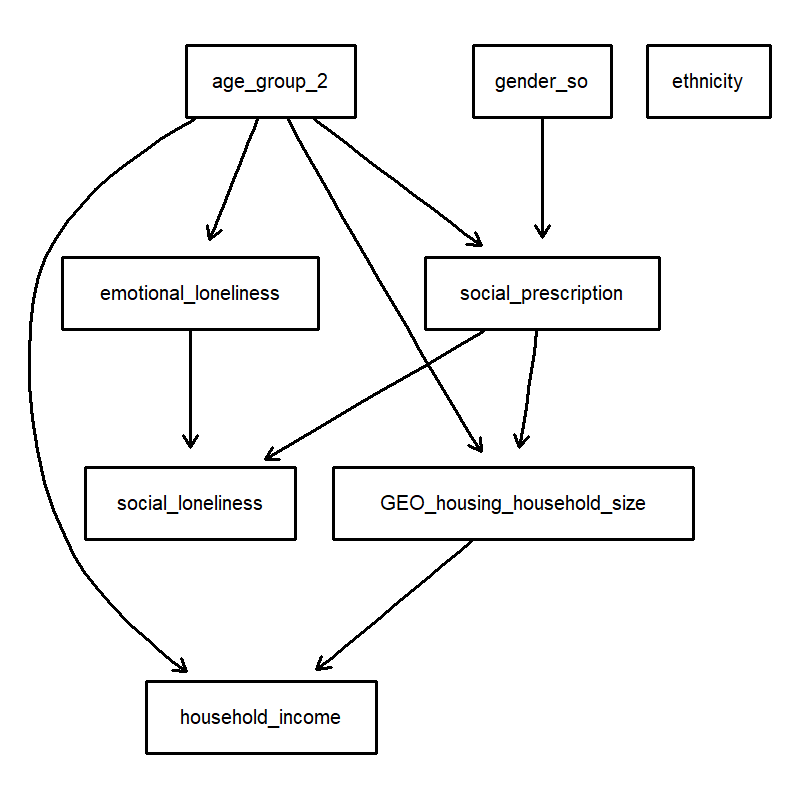 age_group_2
gender_so
ethnicity
emotional_loneliness
social_prescription
social_loneliness
GEO_housing_household_size
household_income